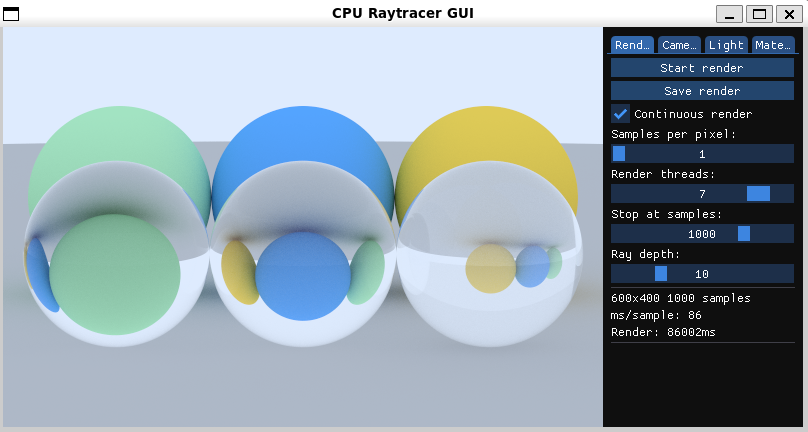 CPU Raytracer GUI
Rend… Came… Light Mate…
Start render
Save render
Continuous render
Samples per pixel:
1
Render threads:
7
Stop at samples:
1000
Ray depth:
10
600x400 1000 samples
ms/sample: 86
Render: 86002ms